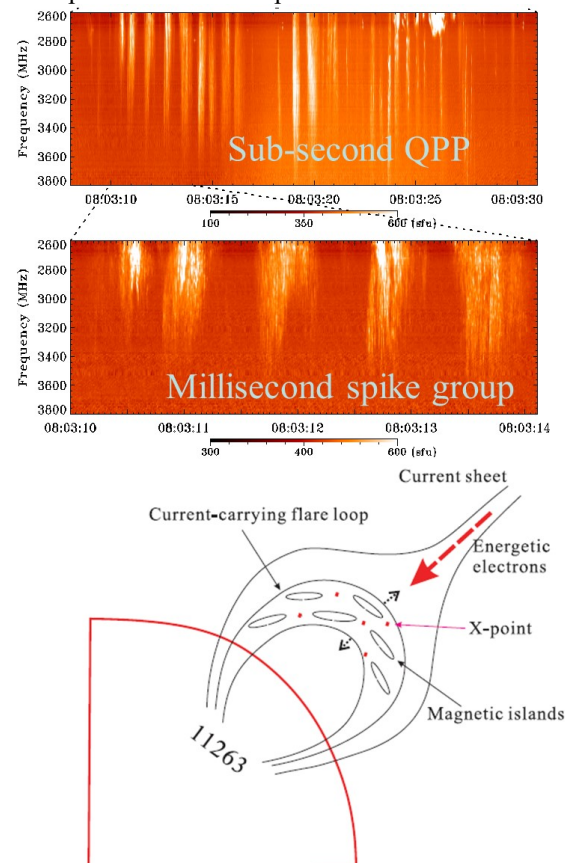 2600
2800
3000
3200
3400
3600
3800
Frequency (MHz)
Sub-second QPP
08:03:10 08:03:15 08:03:20 08:03:25 08:03:30
100 350 600 (sfu)
2600
2800
3000
3200
3400
3600
3800
Frequency (MHz)
Millisecond spike group
08:03:10 08:03:11 08:03:12 08:03:13 08:03:14
300 400 600 (sfu)
Current sheet
Current-carrying flare loop
Energetic
electrons
X-point
Magnetic islands
11263